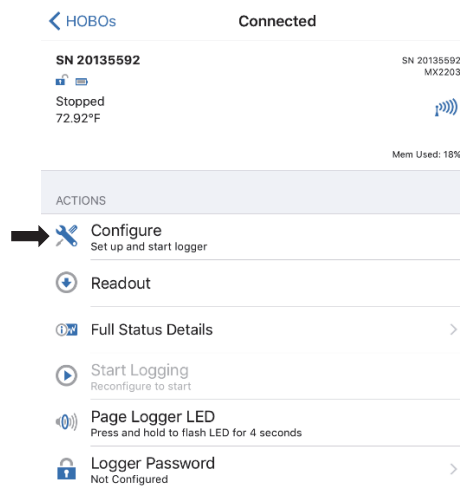 HOBOs
Connected
SN 20135592
SN 20135592
MX2203
Stopped
72.92°F
Mem Used: 18%
ACTIONS
Configure
Set up and start logger
Readout
Full Status Details
Start Logging
Reconfigure to start
Page Logger LED
Press and hold to flash LED for 4 seconds
Logger Password
Not Configured